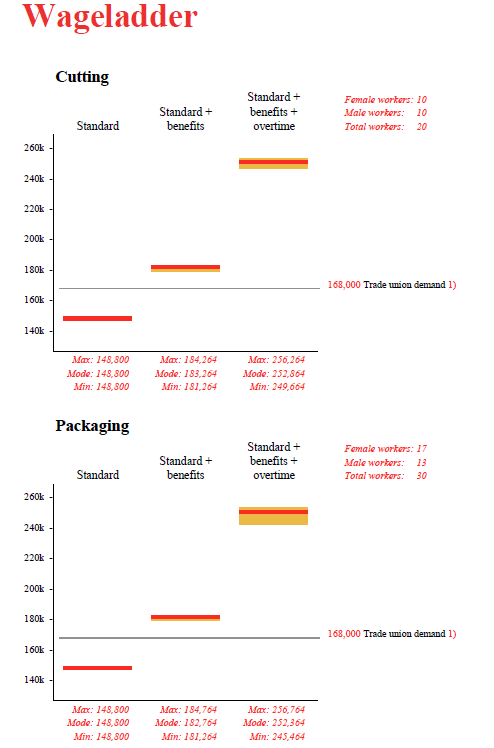 Wageladder
Cutting
Standard
Standard +
benefits
Standard +
benefits +
overtime
Female workers: 10
Male workers: 10
Total workers: 20
260k
240k
220k
200k
180k
160k
140k
168,000 Trade union demand 1)
Max: 148,800
Mode: 148,800
Min: 148,800
Max: 184,264
Mode: 183,264
Min: 181,264
Max: 256,264
Mode: 252,864
Min: 249,664
Packaging
Standard
Standard +
benefits
Standard +
benefits +
overtime
Female workers: 17
Male workers: 13
Total workers: 30
260k
240k
220k
200k
180k
160k
140k
168,000 Trade union demand 1)
Max: 148,800
Mode: 148,800
Min: 148,800
Max: 184,764
Mode: 182,764
Min: 181,264
Max: 256,764
Mode: 252,364
Min: 245,464